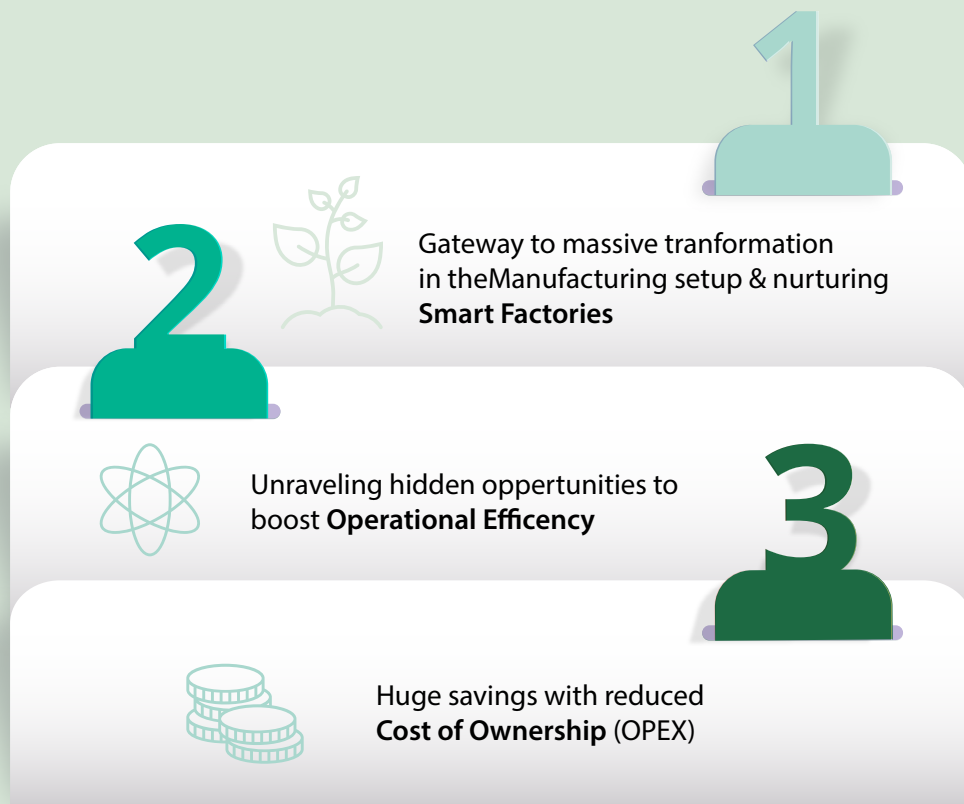 1
Gateway to massive tranformation
in theManufacturing setup & nurturing
Smart Factories
2
Unraveling hidden oppertunities to
boost Operational Efficency
3
Huge savings with reduced
Cost of Ownership (OPEX)